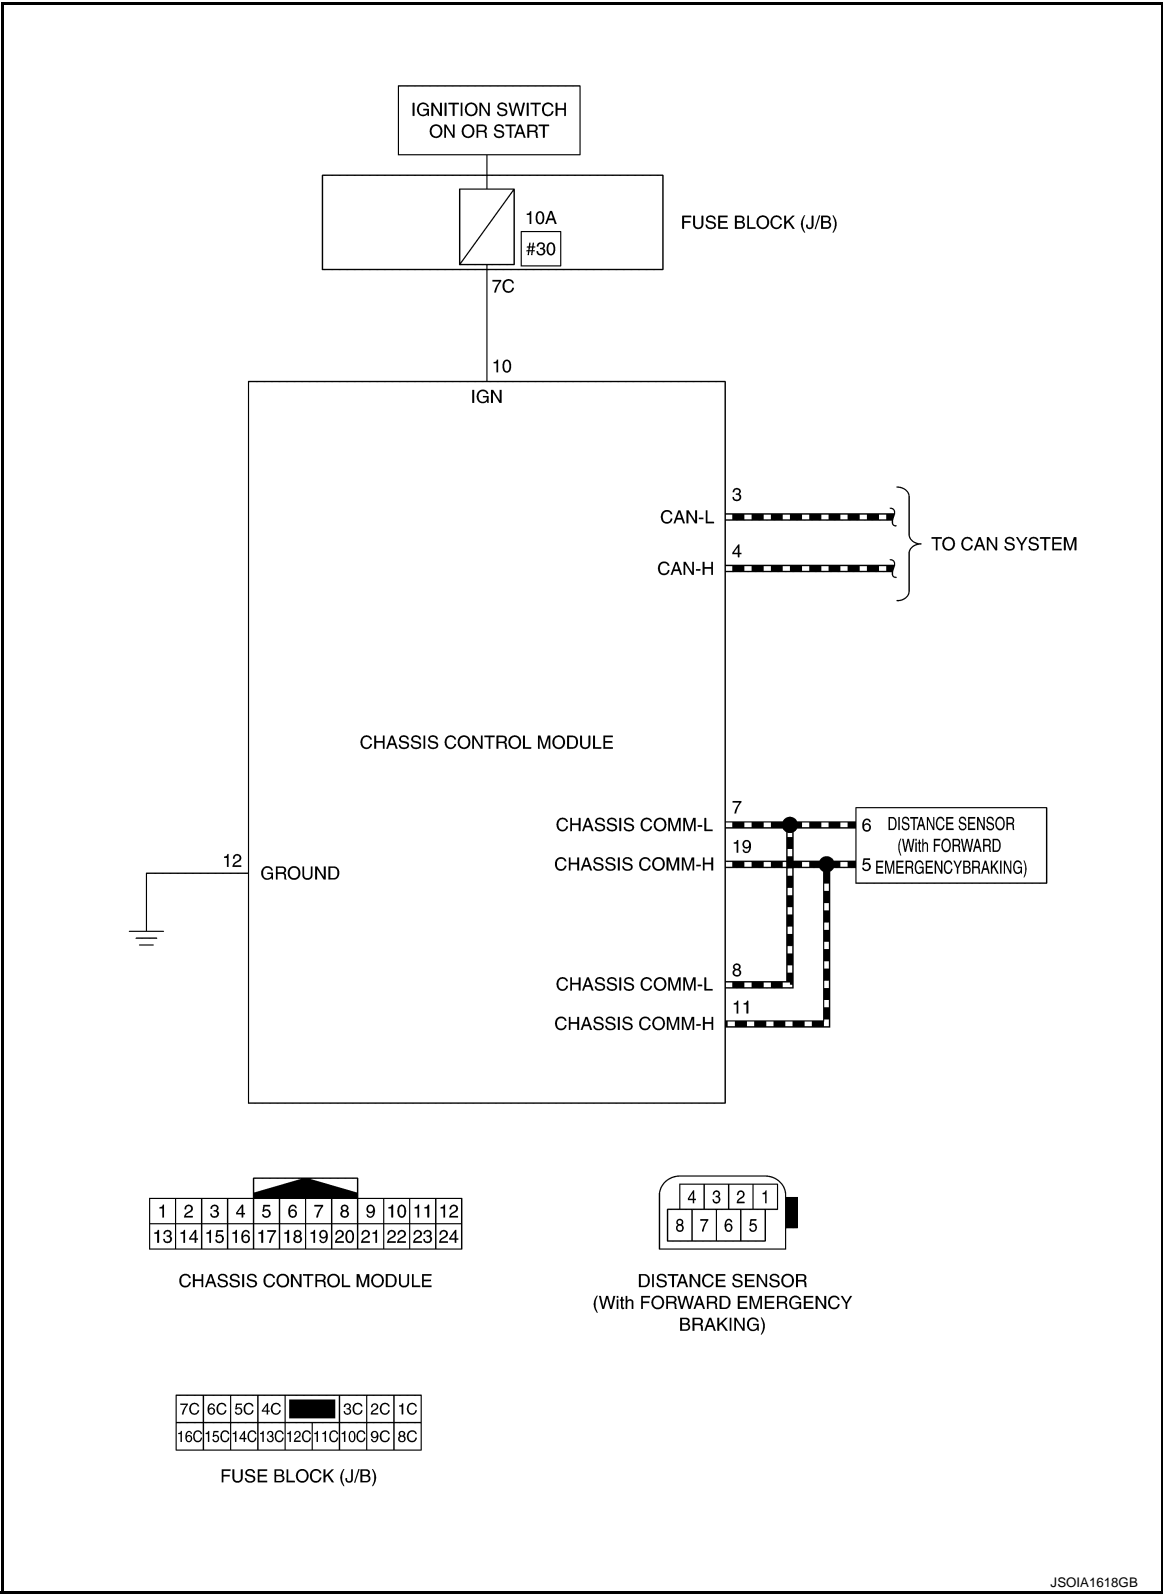 IGNITION SWITCH
ON OR START
10A
#30
FUSE BLOCK (J/B)
7C
10
IGN
3
CAN-L
TO CAN SYSTEM
4
CAN-H
CHASSIS CONTROL MODULE
7
CHASSIS COMM-L
6
DISTANCE SENSOR
(With FORWARD
EMERGENCYBRAKING)
19
CHASSIS COMM-H
5
12
GROUND
8
CHASSIS COMM-L
11
CHASSIS COMM-H
1 2 3 4 5 6 7 8 9 10 11 12
13 14 15 16 17 18 19 20 21 22 23 24
CHASSIS CONTROL MODULE
4 3 2 1
8 7 6 5
DISTANCE SENSOR
(With FORWARD EMERGENCY
BRAKING)
7C 6C 5C 4C 3C 2C 1C
16C 15C 14C 13C 12C 11C 10C 9C 8C
FUSE BLOCK (J/B)
JSOIA1618GB